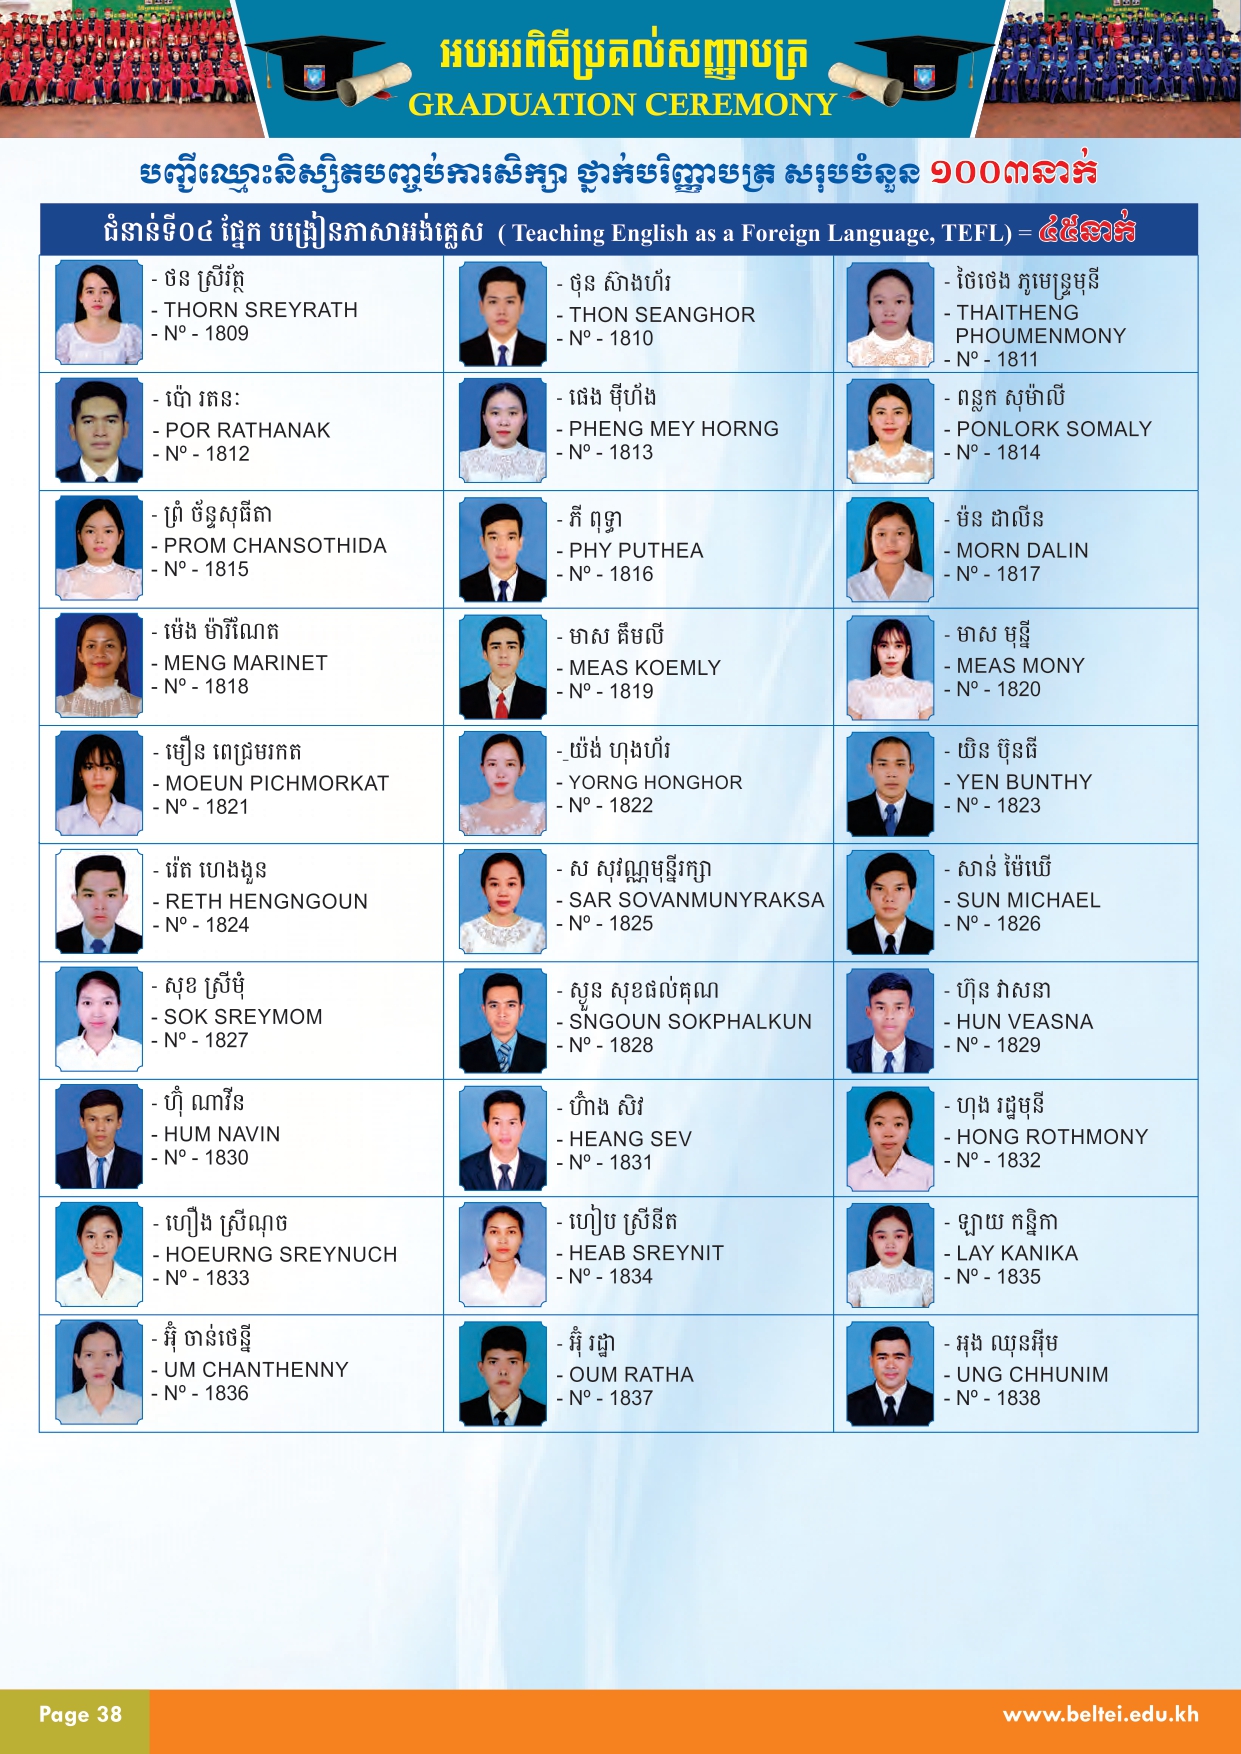 អបអរពិធីប្រគល់សញ្ញាបត្រ
GRADUATION CEREMONY
បញ្ជីឈ្មោះនិស្សិតបញ្ចប់ការសិក្សា ថ្នាក់បរិញ្ញាបត្រ សរុបចំនួន ១០០៣នាក់
ជំនាន់ទី០៤ ផ្នែក បង្រៀនភាសាអង់គ្លេស ( Teaching English as a Foreign Language, TEFL) = ៤៥នាក់
- ថន ស្រីរ័ត្ថ
- THORN SREYRATH
- Nº - 1809
- ថុន ស៊ាងហ័រ
- THON SEANGHOR
- Nº - 1810
- ថៃថេង ភូមេន្ទ្រមុនី
- THAITHENG
PHOUMENMONY
- Nº - 1811
- ប៉ោ រតនៈ
- POR RATHANAK
- Nº - 1812
- ផេង ម៉ីហ័ង
- PHENG MEY HORNG
- Nº - 1813
- ពន្លក សុម៉ាលី
- PONLORK SOMALY
- Nº - 1814
- ព្រំ ច័ន្ទសុធីតា
- PROM CHANSOTHIDA
- Nº - 1815
- ភី ពុទ្ធា
- PHY PUTHEA
- Nº - 1816
- ម៉ន ដាលីន
- MORN DALIN
- Nº - 1817
- ម៉េង ម៉ារីណែត
- MENG MARINET
- Nº - 1818
- មាស គឹមលី
- MEAS KOEMLY
- Nº - 1819
- មាស មុន្នី
- MEAS MONY
- Nº - 1820
- មឿន ពេជ្រមរកត
- MOEUN PICHMORKAT
- Nº - 1821
- យ៉ង់ ហុងហ័រ
- YORNG HONGHOR
- Nº - 1822
- យិន ប៊ុនធី
- YEN BUNTHY
- Nº - 1823
- រ៉េត ហេងងួន
- RETH HENGNGOUN
- Nº - 1824
- ស សុវណ្ណមុន្នីរក្សា
- SAR SOVANMUNYRAKSA
- Nº - 1825
- សាន់ ម៉ៃឃើ
- SUN MICHAEL
- Nº - 1826
- សុខ ស្រីមុំ
- SOK SREYMOM
- Nº - 1827
- ស្ងួន សុខផល់គុណ
- SNGOUN SOKPHALKUN
- Nº - 1828
- ហ៊ុន វាសនា
- HUN VEASNA
- Nº - 1829
- ហ៊ុំ ណាវីន
- HUM NAVIN
- Nº - 1830
- ហ៊ាំង សិវ
- HEANG SEV
- Nº - 1831
- ហុង រដ្ឋមុនី
- HONG ROTHMONY
- Nº - 1832
- ហឿង ស្រីណុច
- HOEURNG SREYNUCH
- Nº - 1833
- ហៀប ស្រីនីត
- HEAB SREYNIT
- Nº - 1834
- ឡាយ កន្និកា
- LAY KANIKA
- Nº - 1835
- អ៊ុំ ចាន់ថេន្នី
- UM CHANTHENNY
- Nº - 1836
- អ៊ុំ រដ្ឋា
- OUM RATHA
- Nº - 1837
- អុង ឈុនអ៊ីម
- UNG CHHUNIM
- Nº - 1838
Page 38
www.beltei.edu.kh